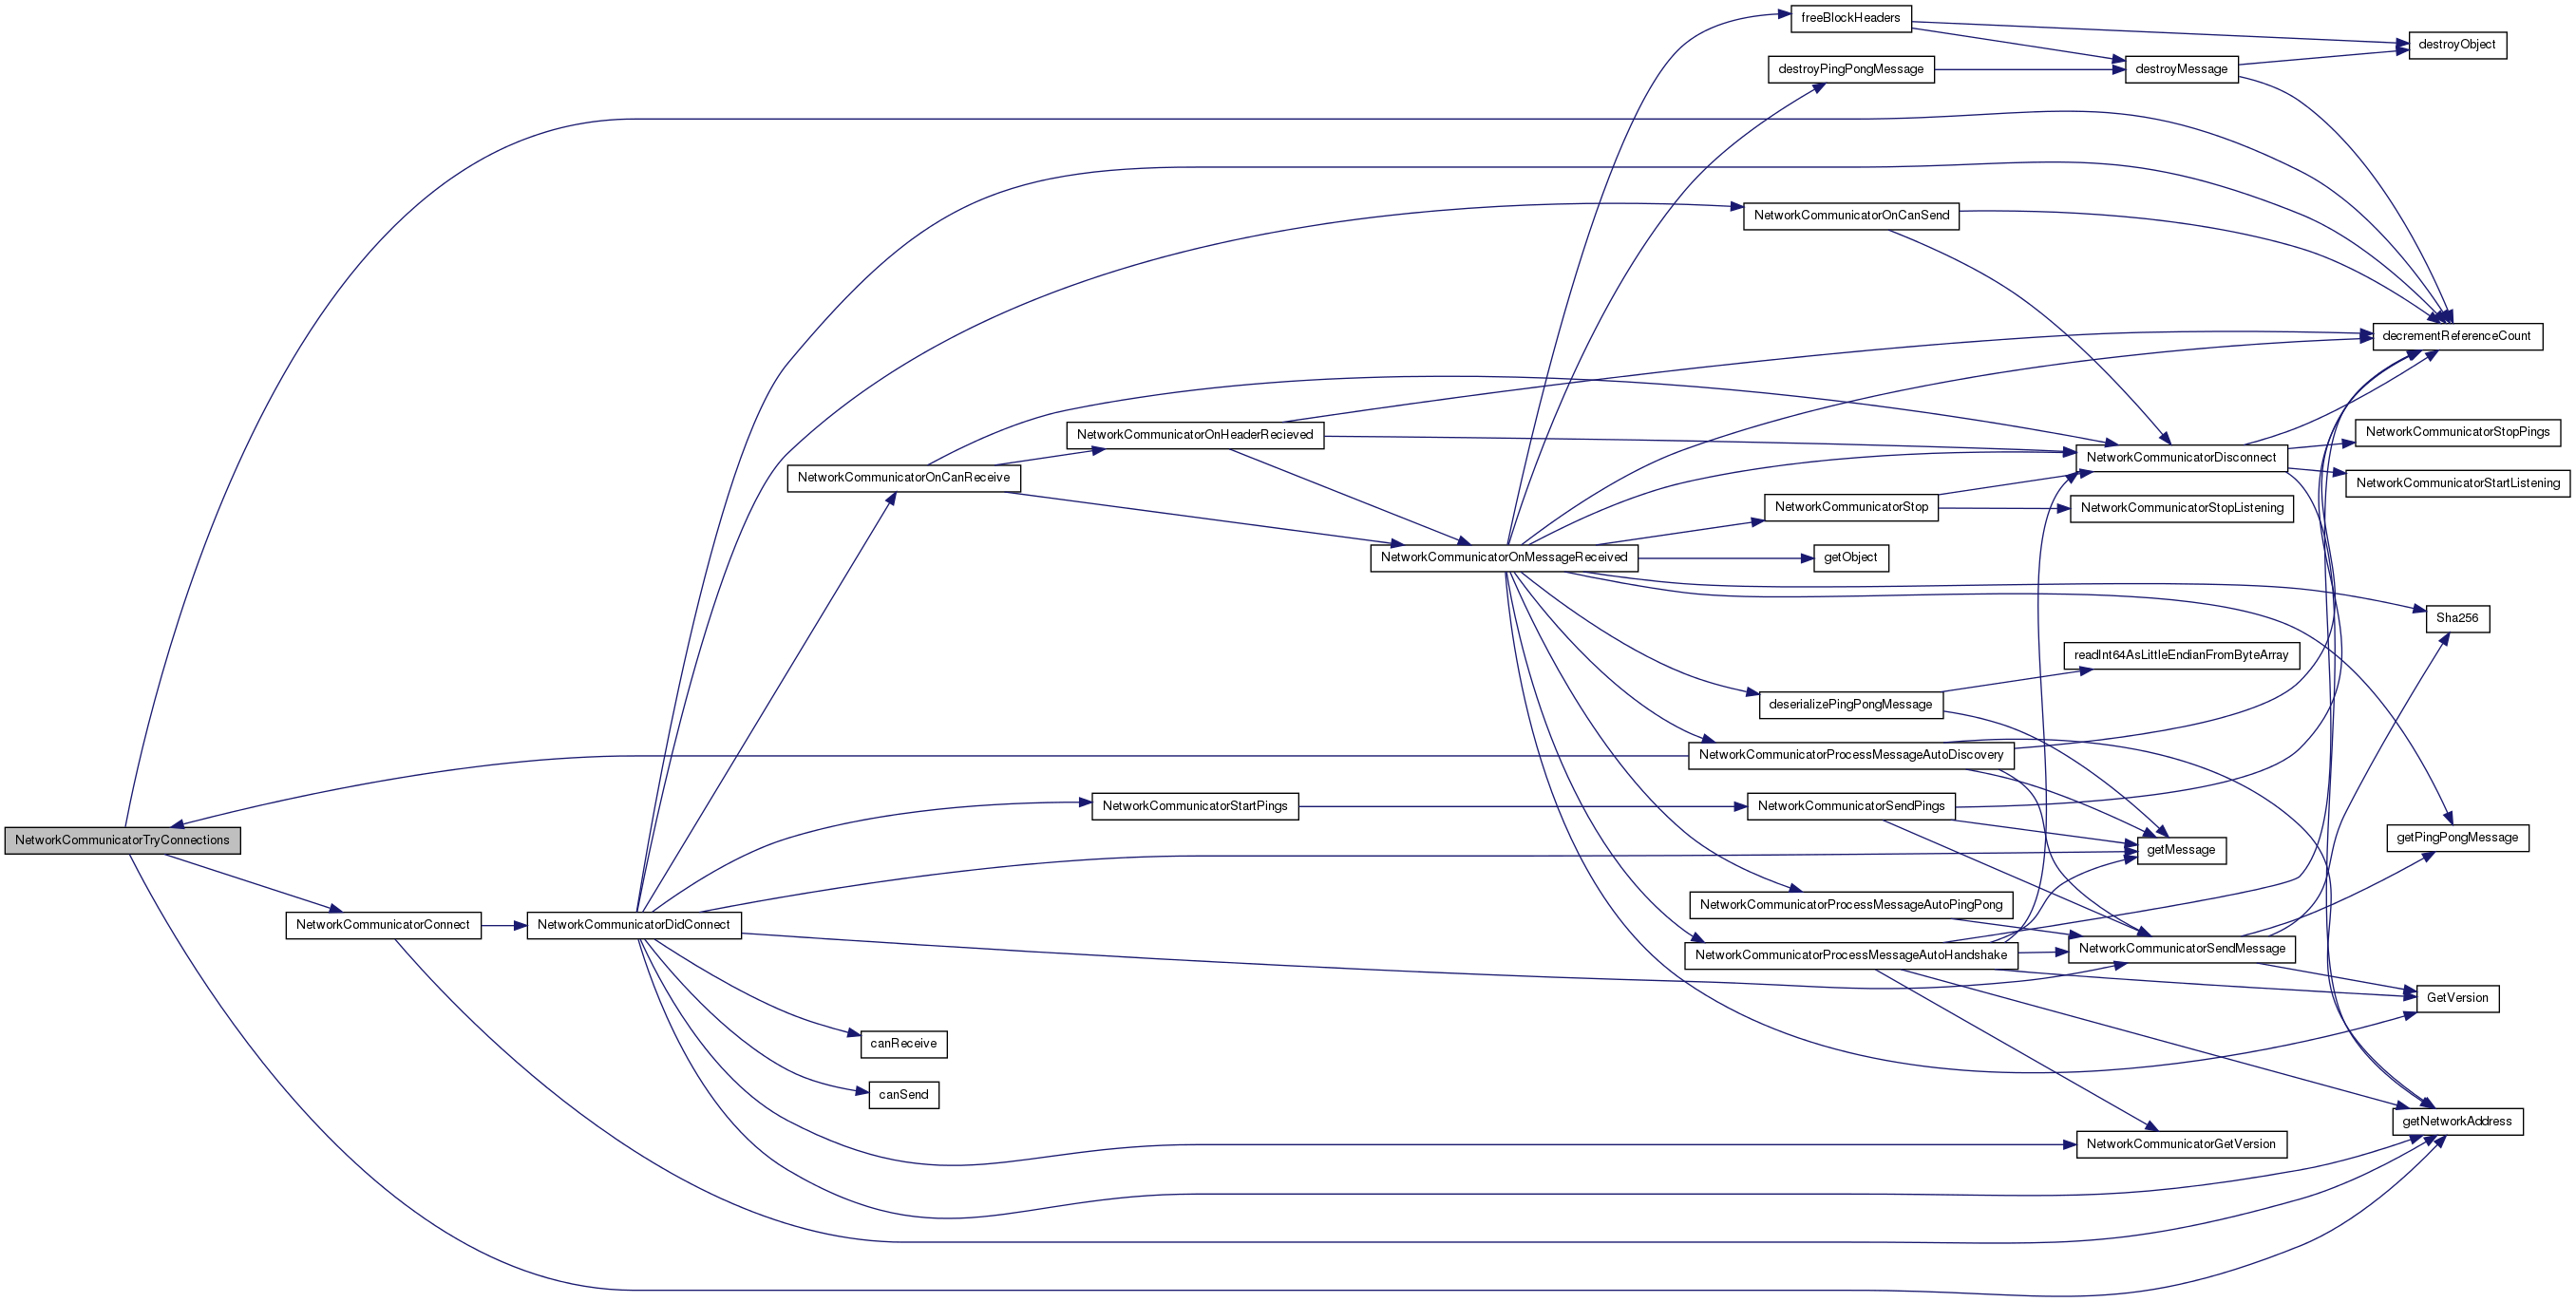 freeBlockHeaders
destroyObject
destroyPingPongMessage
destroyMessage
NetworkCommunicatorOnCanSend
decrementReferenceCount
NetworkCommunicatorOnHeaderRecieved
NetworkCommunicatorStopPings
NetworkCommunicatorDisconnect
NetworkCommunicatorOnCanReceive
NetworkCommunicatorStartListening
NetworkCommunicatorStop
NetworkCommunicatorStopListening
NetworkCommunicatorOnMessageReceived
getObject
Sha256
readInt64AsLittleEndianFromByteArray
deserializePingPongMessage
NetworkCommunicatorProcessMessageAutoDiscovery
NetworkCommunicatorStartPings
NetworkCommunicatorSendPings
NetworkCommunicatorTryConnections
getPingPongMessage
getMessage
NetworkCommunicatorProcessMessageAutoPingPong
NetworkCommunicatorConnect
NetworkCommunicatorDidConnect
NetworkCommunicatorSendMessage
NetworkCommunicatorProcessMessageAutoHandshake
GetVersion
canReceive
canSend
getNetworkAddress
NetworkCommunicatorGetVersion